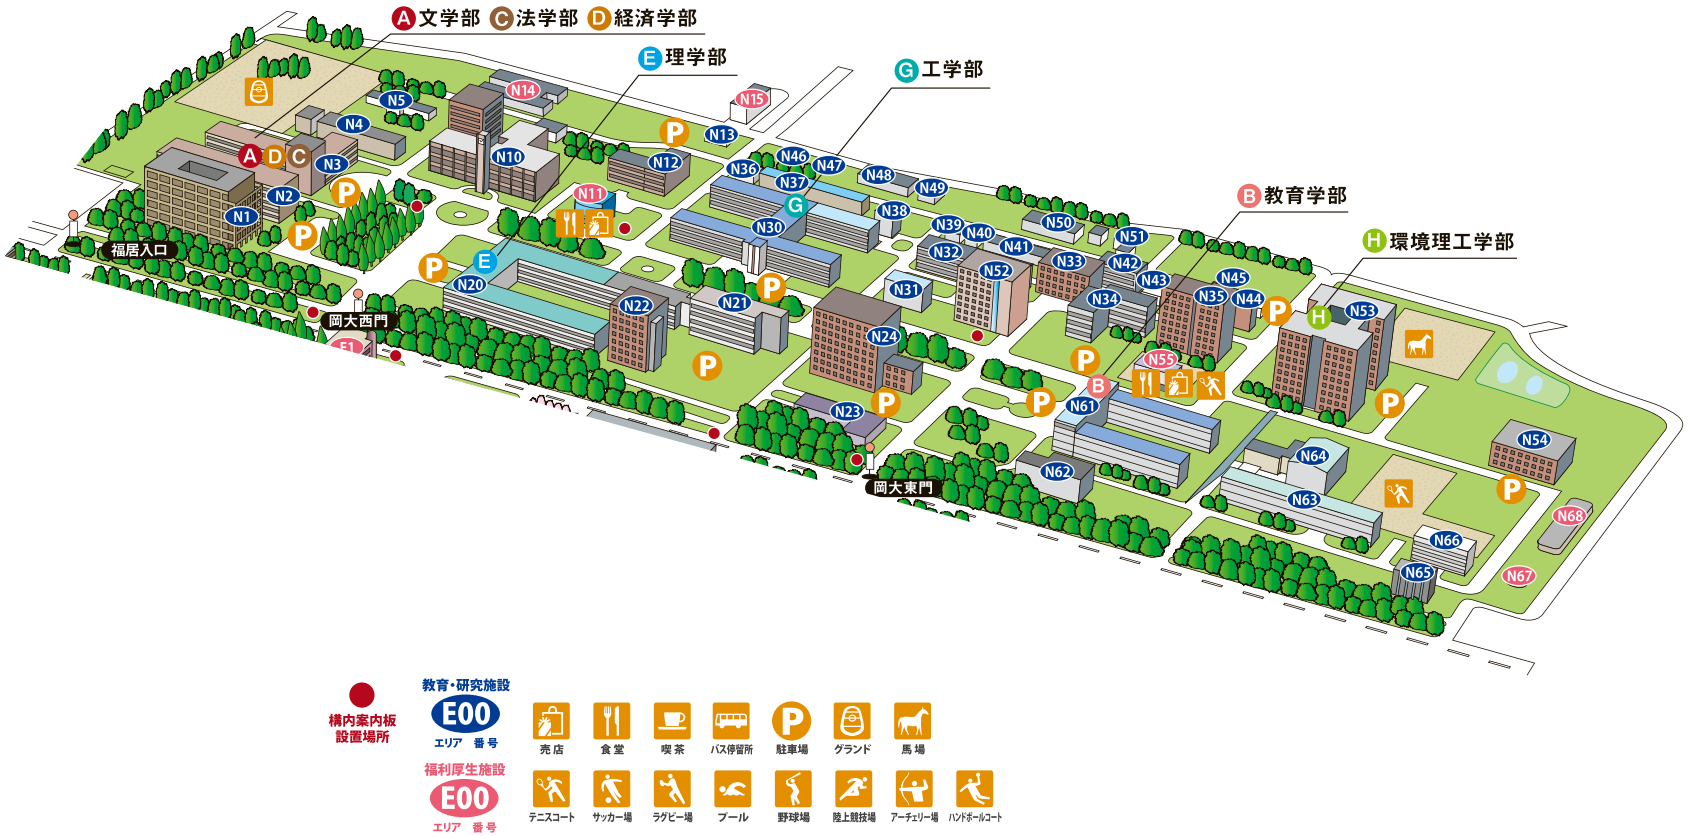 A 文学部 C 法学部 D 経済学部
E 理学部
G 工学部
B 教育学部
H 環境理工学部
N14
N15
N5
N4
N13
N10
N12
A D C
N3
N46
N47
N36
N37
N48
N49
N2
N11
N1
G
N38
N30
N50
N39
N40
N51
N41
N32
福居入口
E
N20
N52
N33
N42
N43
N45
N31
N34
N35
N44
N22
N21
N53
岡大西門
H
N24
E1
N55
B
N23
N61
N54
N62
N64
岡大東門
N63
N68
N66
N65
N67
P
P
P
P
P
P
P
P
P
P
P
P
構内案内板
設置場所
教育・研究施設
E00
エリア 番号
福利厚生施設
E00
エリア 番号
P
売店
食堂
喫茶
バス停留所
駐車場
グランド
馬場
テニスコート
サッカー場
ラグビー場
プール
野球場
陸上競技場
アーチェリー場
ハンドボールコート